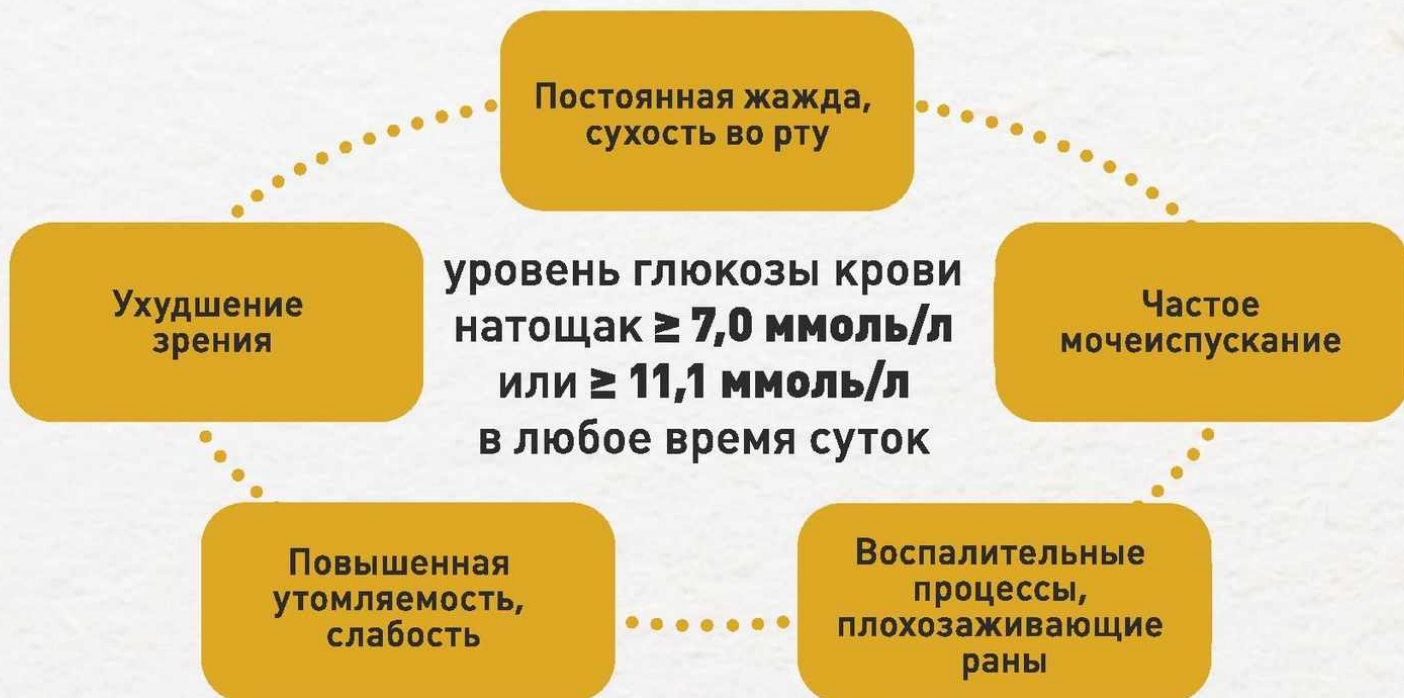 Постоянная жажда,
сухость во рту
Ухудшение
зрения
уровень глюкозы крови
натощак ≥ 7,0 ммоль/л
или ≥ 11,1 ммоль/л
в любое время суток
Частое
мочеиспускание
Повышенная
утомляемость,
слабость
Воспалительные
процессы,
плохозаживающие
раны